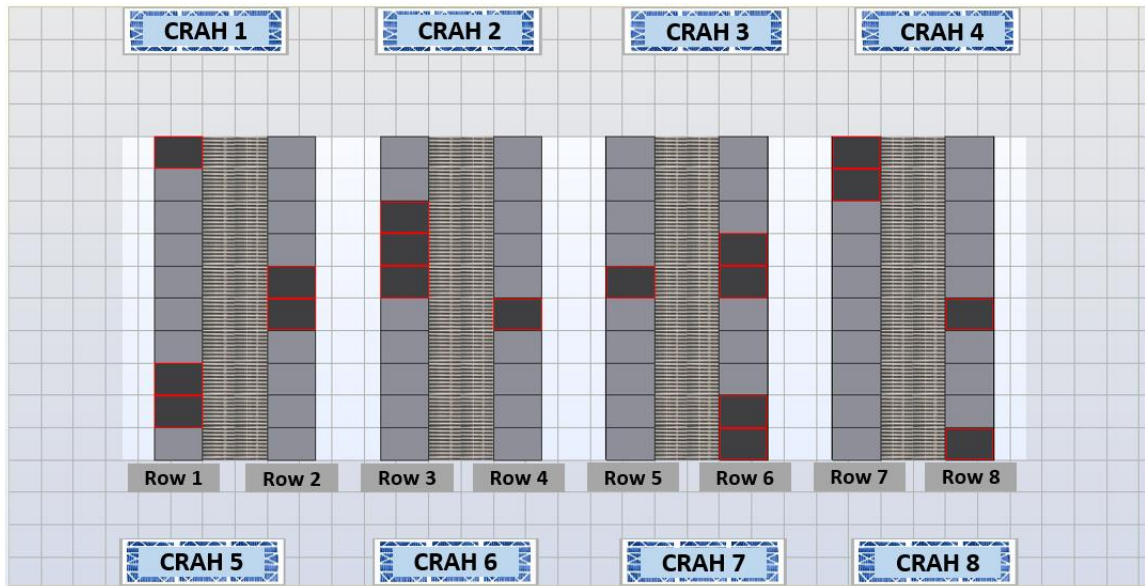 CRAH 1
CRAH 2
CRAH 3
CRAH 4
Row 1
Row 2
Row 3
Row 4
Row 5
Row 6
Row 7
Row 8
CRAH 5
CRAH 6
CRAH 7
CRAH 8